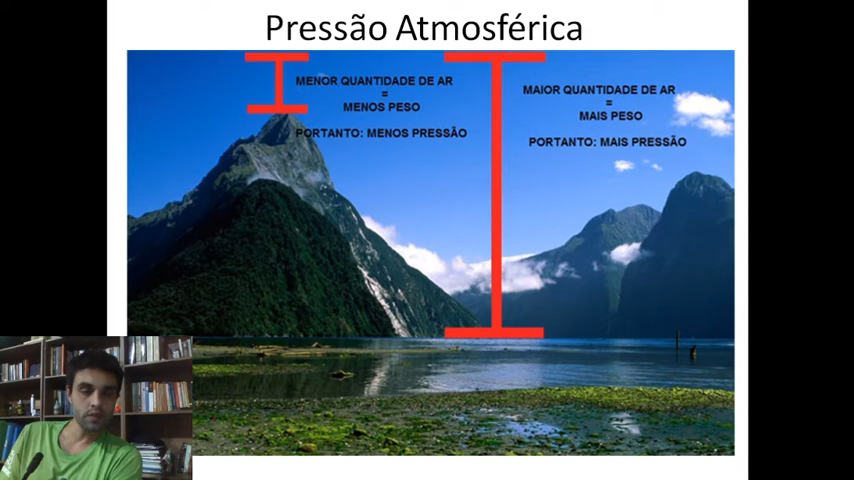 Pressão Atmosférica
MENOR QUANTIDADE DE AR
=
MENOS PESO
PORTANTO: MENOS PRESSÃO
MAIOR QUANTIDADE DE AR
=
MAIS PESO
PORTANTO: MAIS PRESSÃO